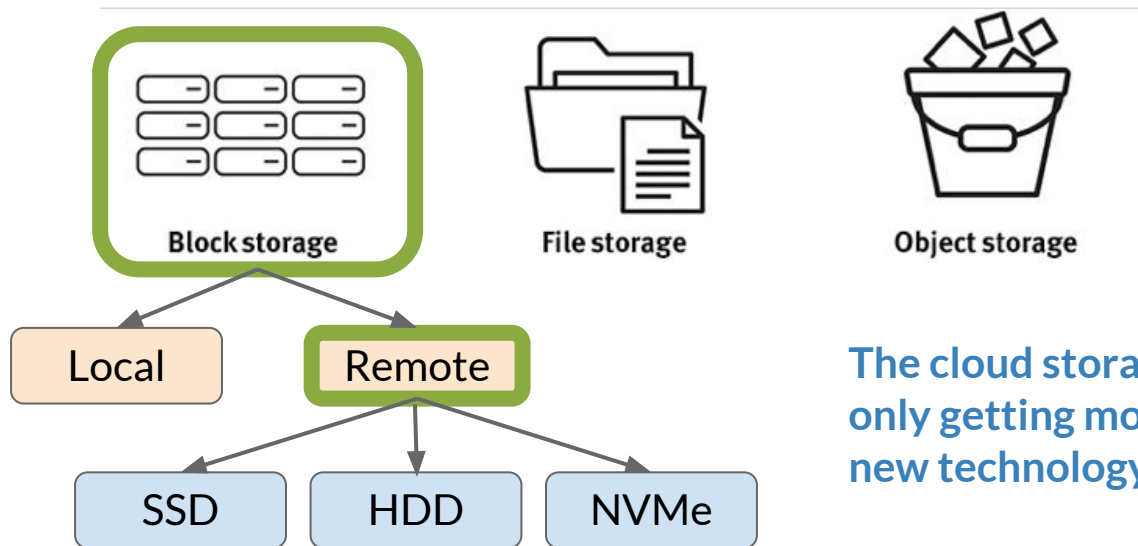 Block storage
File storage
Object storage
Local
Remote
The cloud stora
only getting mo
new technology
SSD
HDD
NVMe